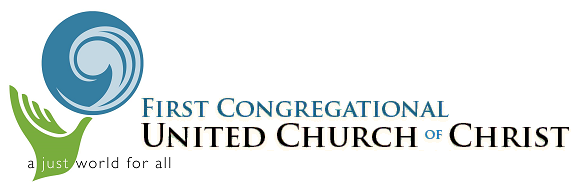 First Congregational
United Church of Christ
a just world for all